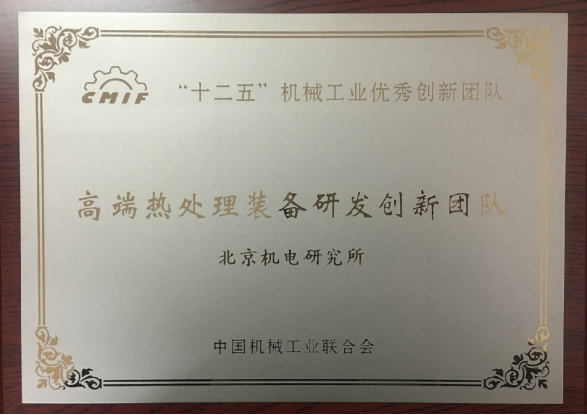 CMIF “十二五”机械工业优秀创新团队
高端热处理装备研发创新团队
北京机电研究所
中国机械工业联合会